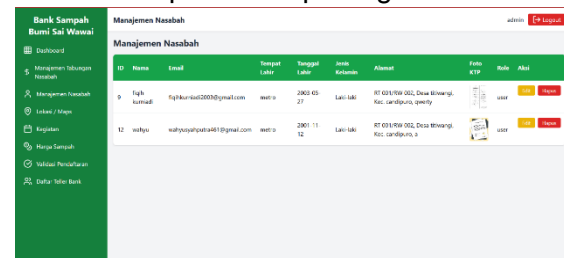 Bank Sampah
Bumi Sai Wawai
Manajemen Nasabah
admin
Logout
Dashboard
Manajemen Tabungan
Nasabah
Manajemen Nasabah
Lokasi / Maps
Kegiatan
Harga Sampah
Validasi Pendaftaran
Daftar Teller Bank
Manajemen Nasabah
ID Nama Email Tempat Lahir Tanggal Lahir Jenis Kelamin Alamat Foto KTP Role Aksi
9 fiqih kurniadi fiqihkurniadi2003@gmail.com metro 2003-05-27 Laki-laki RT 001/RW 002, Desa titiwangi, Kec. candipuro, qwerty user Edit Hapus
12 wahyu wahyusyahputra461@gmail.com metro 2001-11-12 Laki-laki RT 001/RW 002, Desa titiwangi, Kec. candipuro, a user Edit Hapus